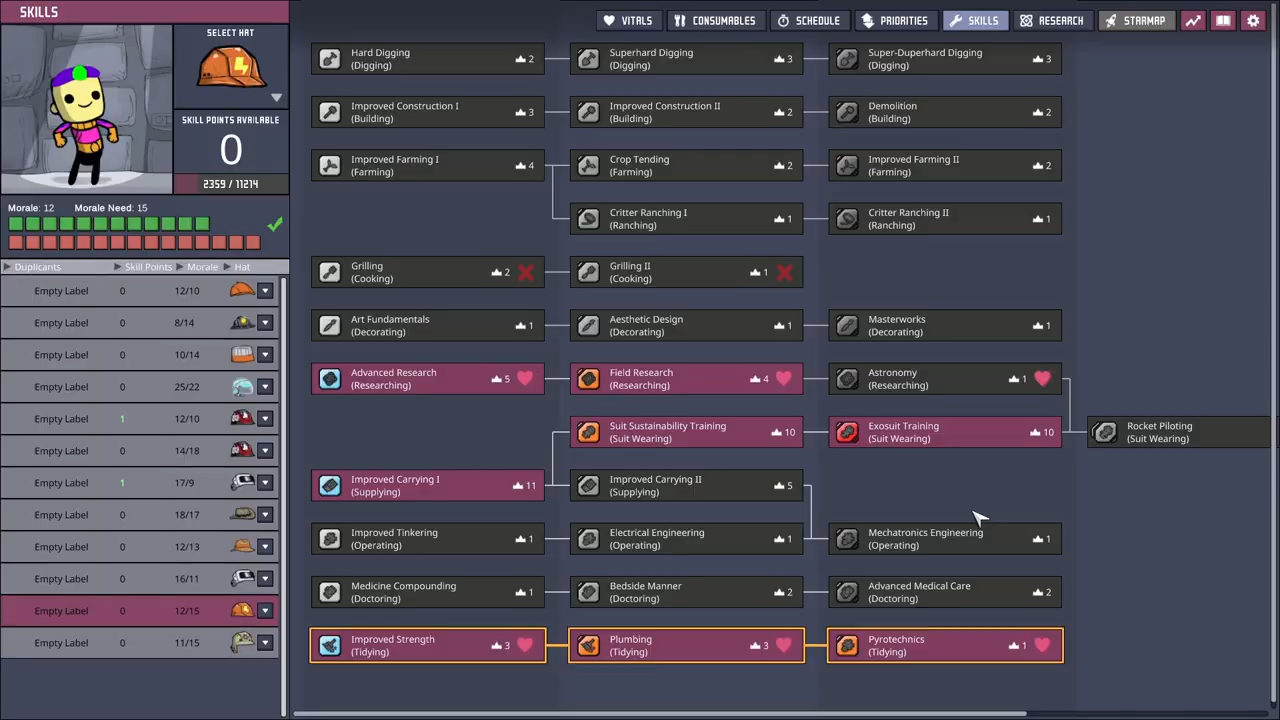 SKILLS
VITALS
CONSUMABLES
SCHEDULE
PRIORITIES
SKILLS
RESEARCH
STARMAP
SELECT HAT
SKILL POINTS AVAILABLE
0
2359 / 11214
Morale: 12 Morale Need: 15
Duplicants Skill Points Morale Hat
Empty Label 0 12/10
Empty Label 0 8/14
Empty Label 0 10/14
Empty Label 0 25/22
Empty Label 1 12/10
Empty Label 0 14/18
Empty Label 1 17/9
Empty Label 0 18/17
Empty Label 0 12/13
Empty Label 0 16/11
Empty Label 0 12/15
Empty Label 0 11/15
Hard Digging
(Digging)
2
Superhard Digging
(Digging)
3
Super-Duperhard Digging
(Digging)
3
Improved Construction I
(Building)
3
Improved Construction II
(Building)
2
Demolition
(Building)
2
Improved Farming I
(Farming)
4
Crop Tending
(Farming)
2
Improved Farming II
(Farming)
2
Critter Ranching I
(Ranching)
1
Critter Ranching II
(Ranching)
1
Grilling
(Cooking)
2
Grilling II
(Cooking)
1
Art Fundamentals
(Decorating)
1
Aesthetic Design
(Decorating)
1
Masterworks
(Decorating)
1
Advanced Research
(Researching)
5
Field Research
(Researching)
4
Astronomy
(Researching)
1
Suit Sustainability Training
(Suit Wearing)
10
Exosuit Training
(Suit Wearing)
10
Rocket Piloting
(Suit Wearing)
Improved Carrying I
(Supplying)
11
Improved Carrying II
(Supplying)
5
Improved Tinkering
(Operating)
1
Electrical Engineering
(Operating)
1
Mechatronics Engineering
(Operating)
1
Medicine Compounding
(Doctoring)
1
Bedside Manner
(Doctoring)
2
Advanced Medical Care
(Doctoring)
2
Improved Strength
(Tidying)
3
Plumbing
(Tidying)
3
Pyrotechnics
(Tidying)
1